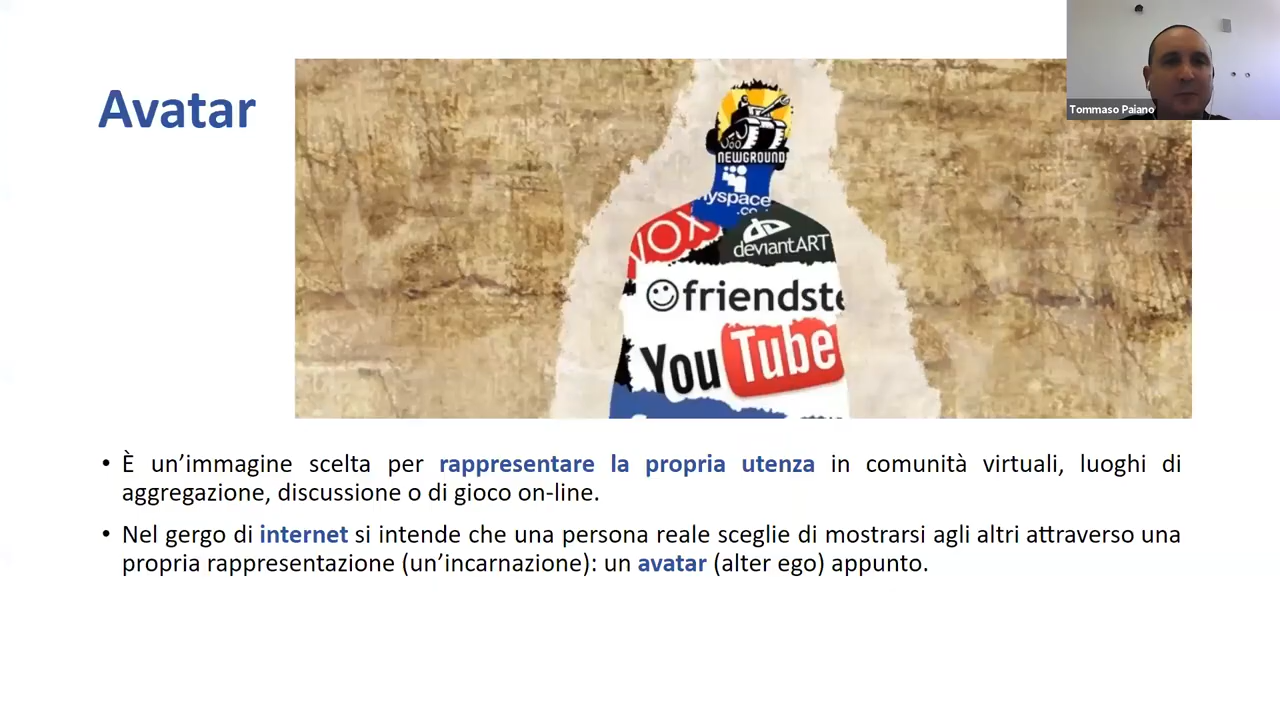 Avatar
Tommaso Paiano
NEWGROUND
myspace
.co
VOX
deviantART
friendste
You Tube
• È un’immagine scelta per rappresentare la propria utenza in comunità virtuali, luoghi di
aggregazione, discussione o di gioco on-line.
• Nel gergo di internet si intende che una persona reale sceglie di mostrarsi agli altri attraverso una
propria rappresentazione (un’incarnazione): un avatar (alter ego) appunto.